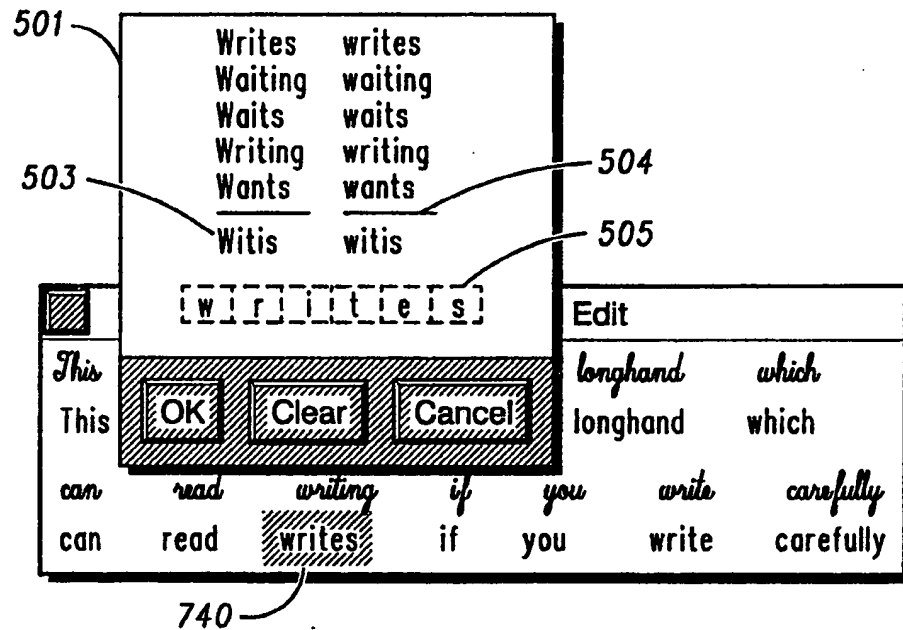 501
Writes writes
Waiting waiting
Waits waits
Writing writing
Wants wants
504
503
Witis witis
505
w r i t e s
Edit
This longhand which
OK Clear Cancel
This longhand which
can read writing if you write carefully
can read writes if you write carefully
740